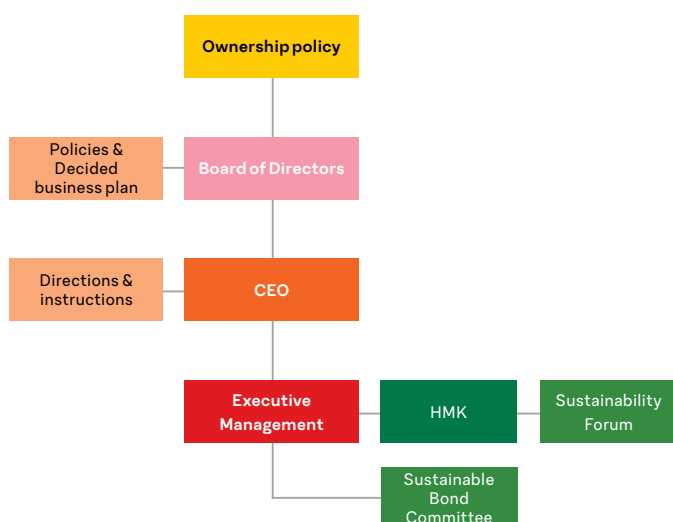 Ownership policy
Policies &
Decided
business plan
Board of Directors
Directions &
instructions
CEO
Executive
Management
HMK
Sustainability
Forum
Sustainable
Bond
Committee